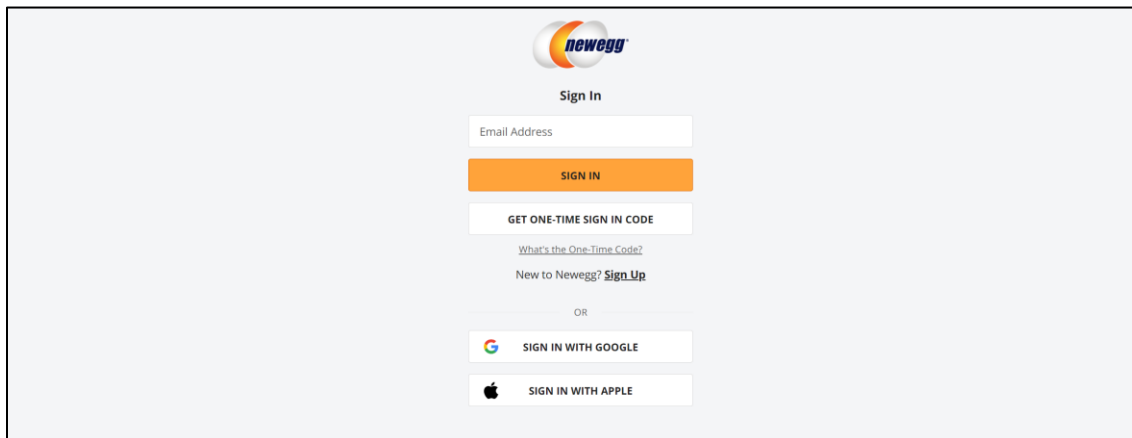 newegg
Sign In
Email Address
SIGN IN
GET ONE-TIME SIGN IN CODE
What's the One-Time Code?
New to Newegg? Sign Up
OR
SIGN IN WITH GOOGLE
SIGN IN WITH APPLE